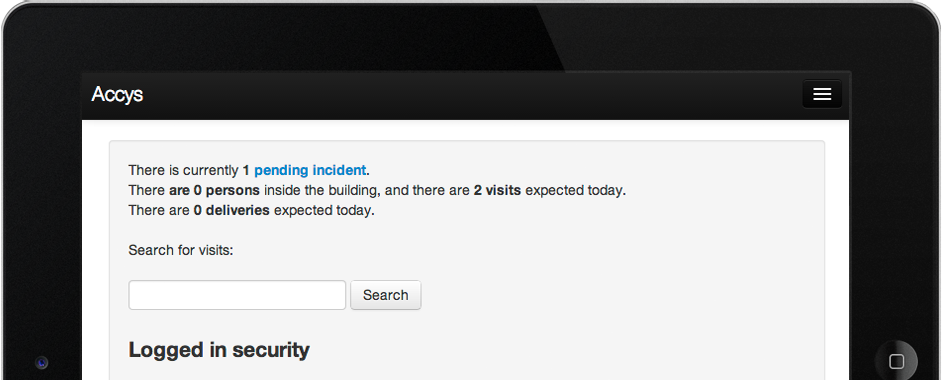 Accys
There is currently 1 pending incident.
There are 0 persons inside the building, and there are 2 visits expected today.
There are 0 deliveries expected today.
Search for visits:
Search
Logged in security